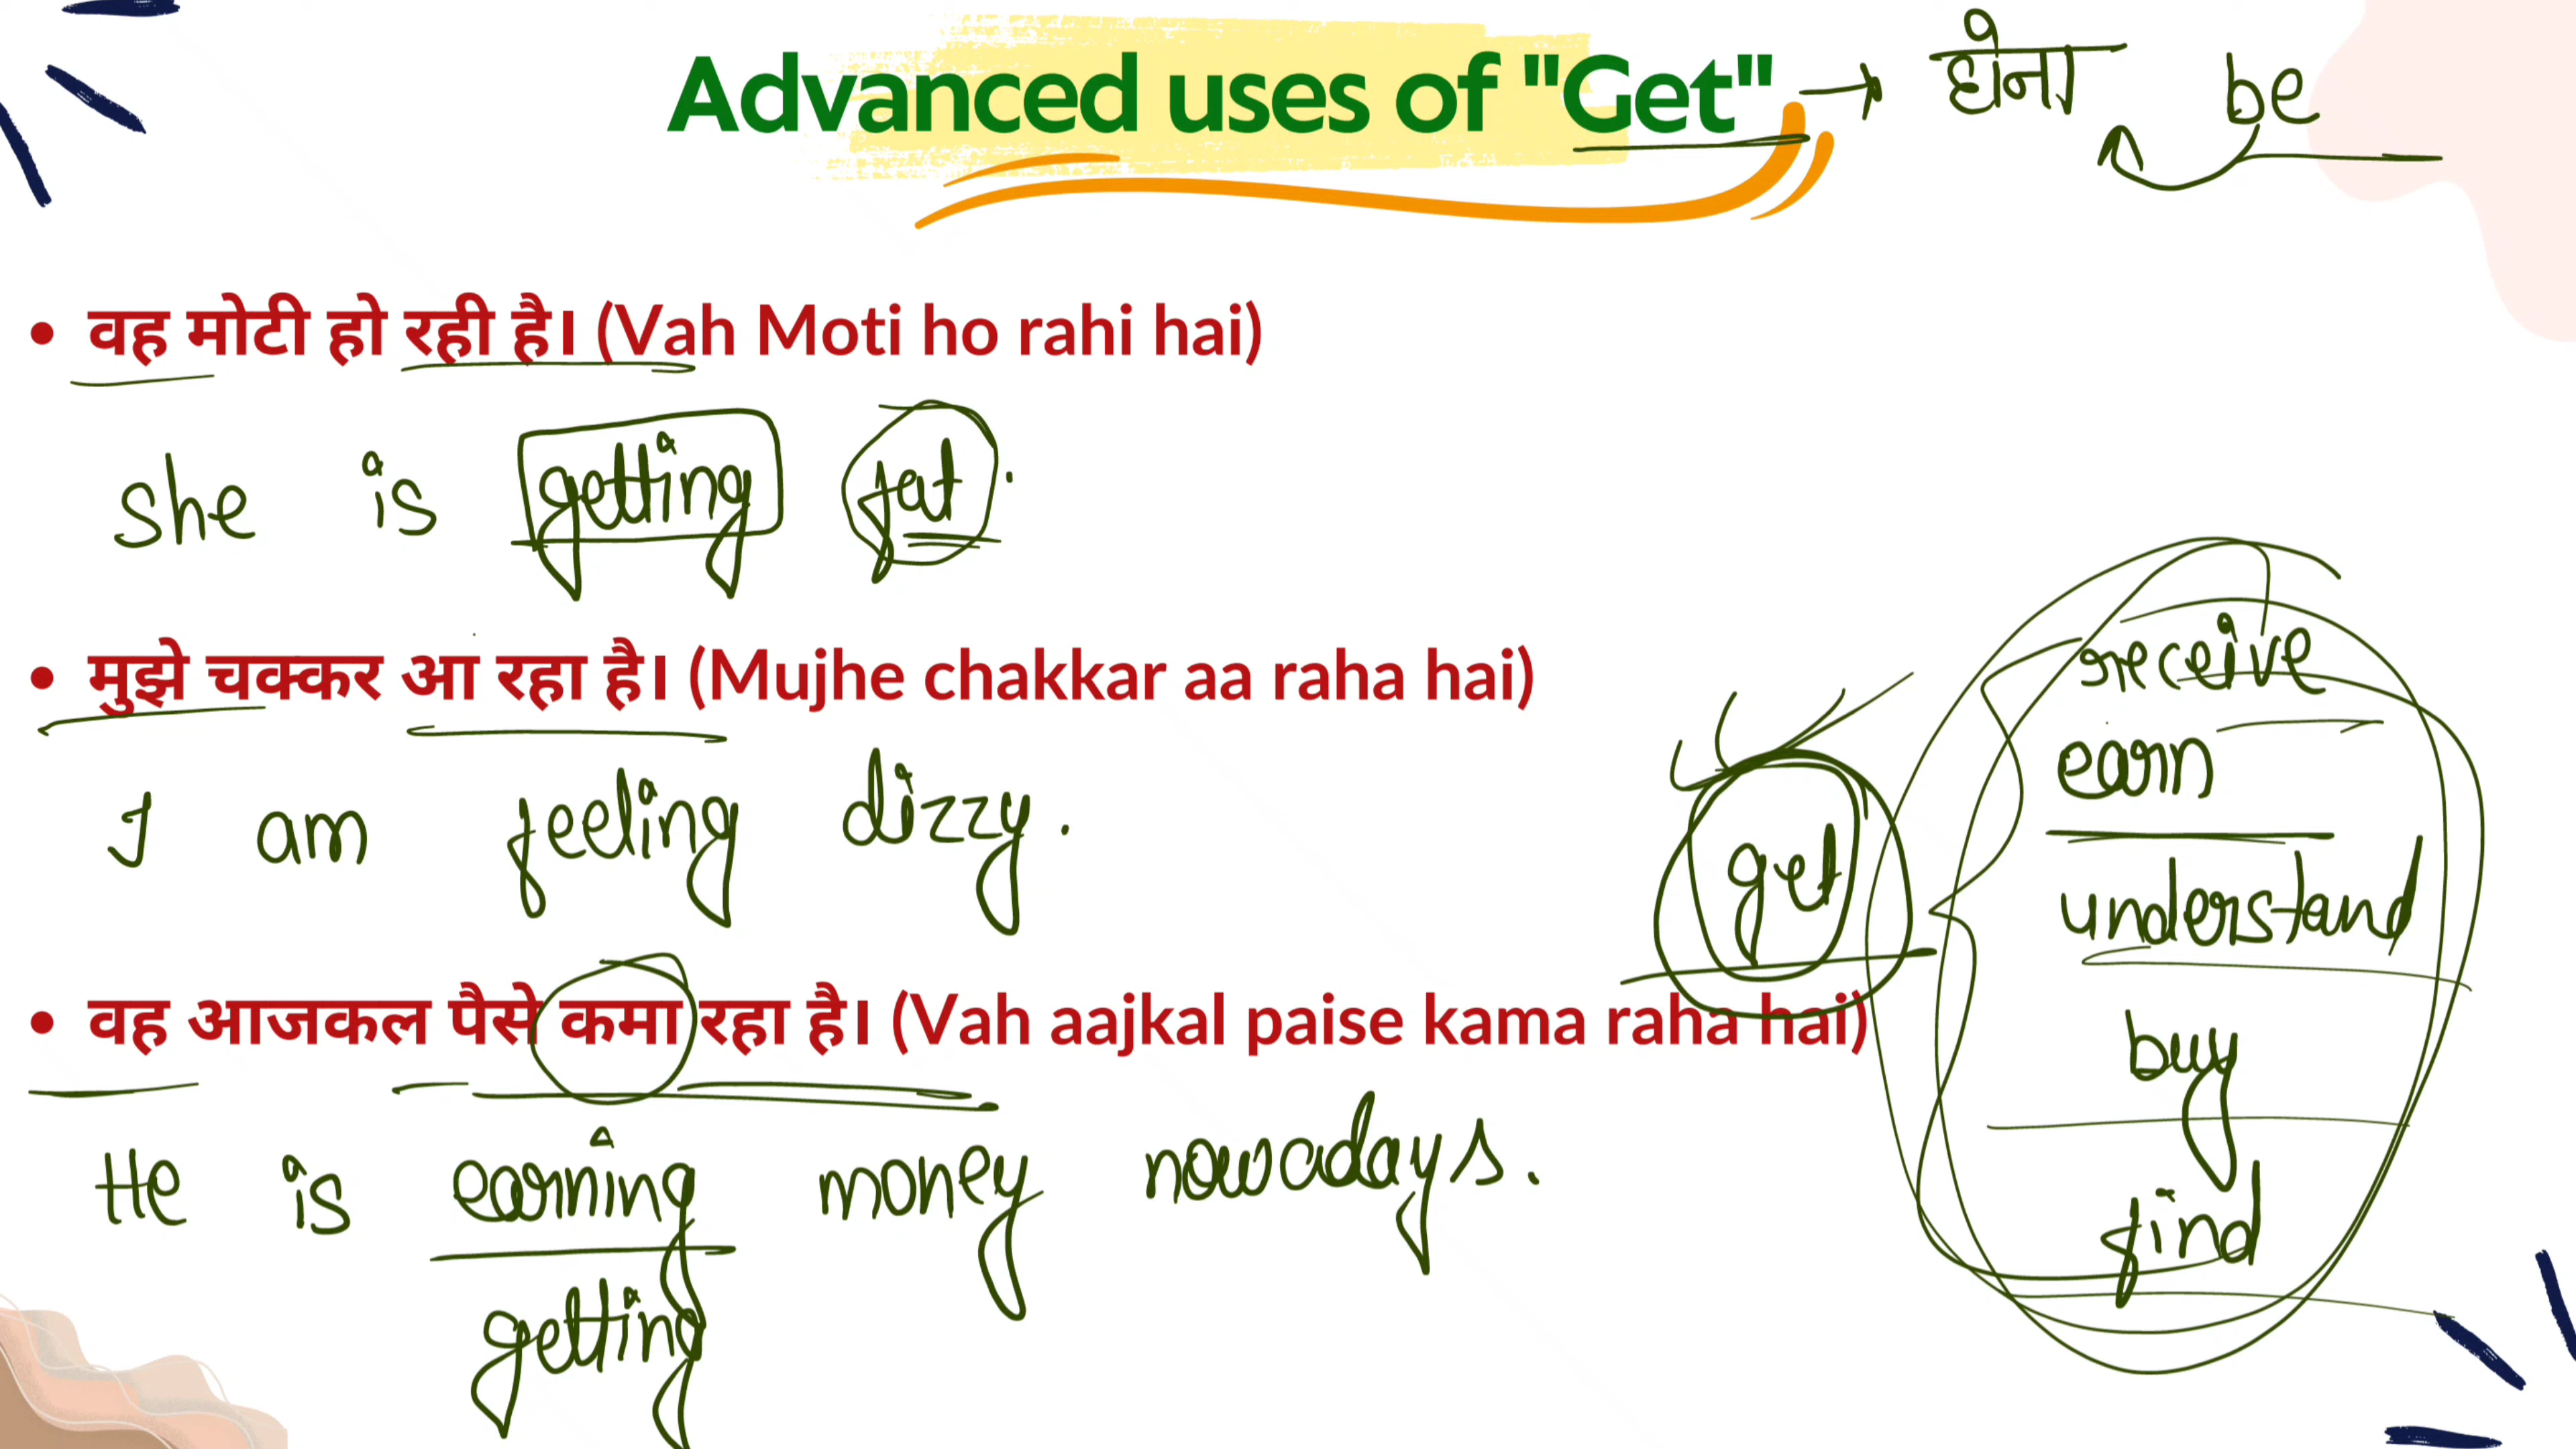 Advanced uses of "Get" → होना be
• वह मोटी हो रही है। (Vah Moti ho rahi hai)
She is getting fat.
• मुझे चक्कर आ रहा है। (Mujhe chakkar aa raha hai)
I am feeling dizzy.
• वह आजकल पैसे कमा रहा है। (Vah aajkal paise kama raha hai)
He is earning money nowadays.
getting
get
receive
earn
understand
buy
find